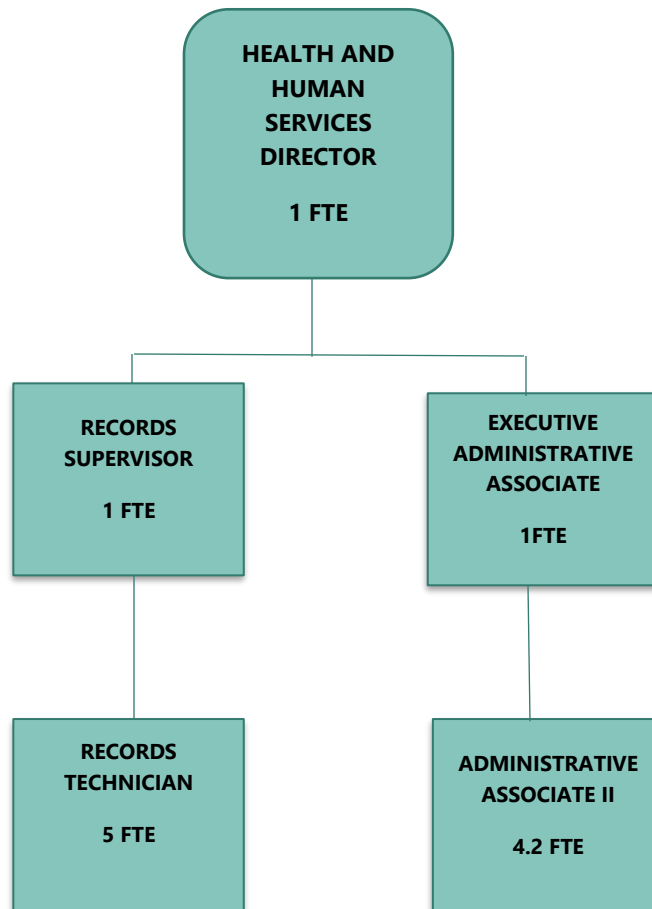 HEALTH AND
HUMAN
SERVICES
DIRECTOR
1 FTE
RECORDS
SUPERVISOR
1 FTE
EXECUTIVE
ADMINISTRATIVE
ASSOCIATE
1FTE
RECORDS
TECHNICIAN
5 FTE
ADMINISTRATIVE
ASSOCIATE II
4.2 FTE